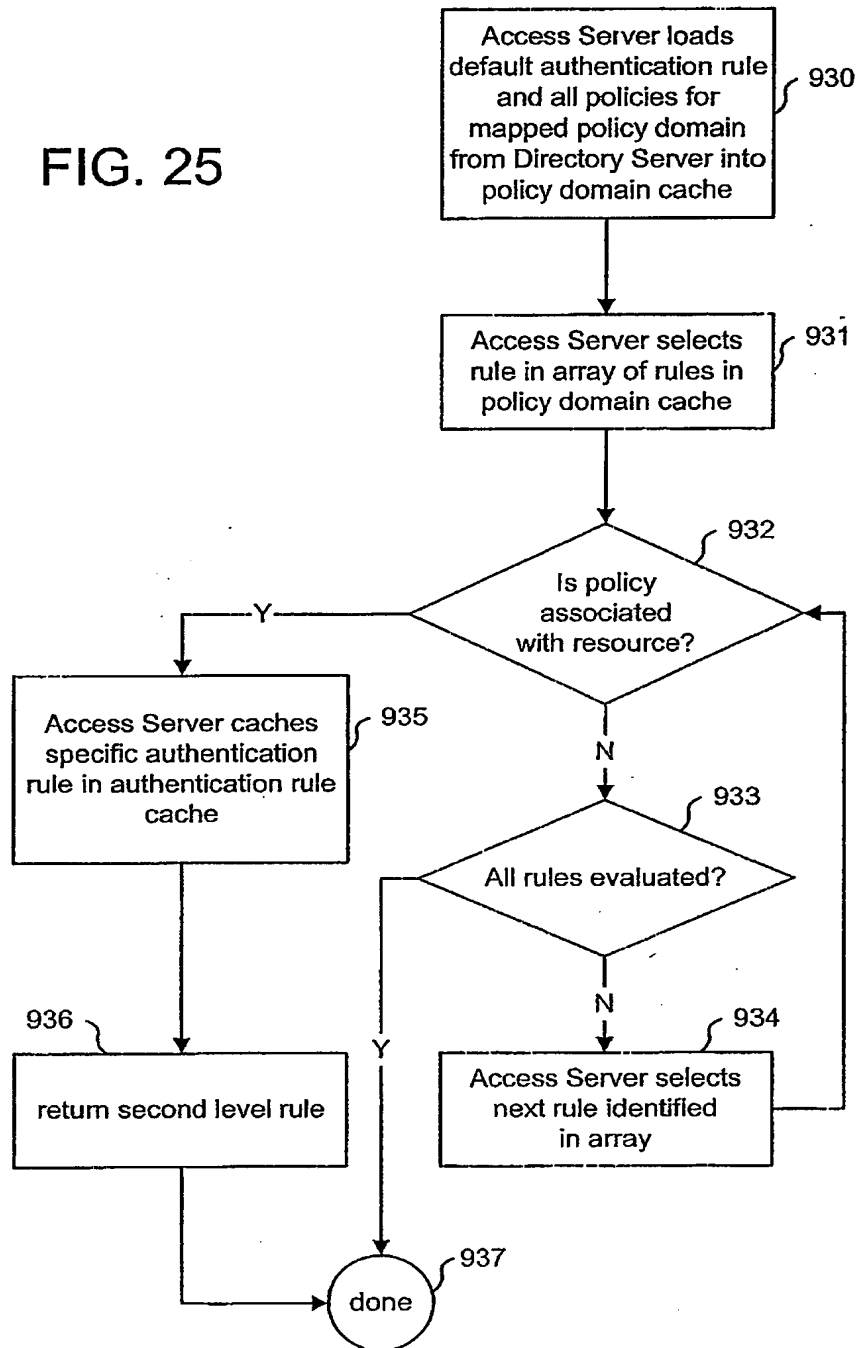 FIG. 25
Access Server loads
default authentication rule
and all policies for
mapped policy domain
from Directory Server into
policy domain cache
930
Access Server selects
rule in array of rules in
policy domain cache
931
932
Is policy
associated
with resource?
Y
N
Access Server caches
specific authentication
rule in authentication rule
cache
935
933
All rules evaluated?
Y
N
936
return second level rule
934
Access Server selects
next rule identified
in array
937
done